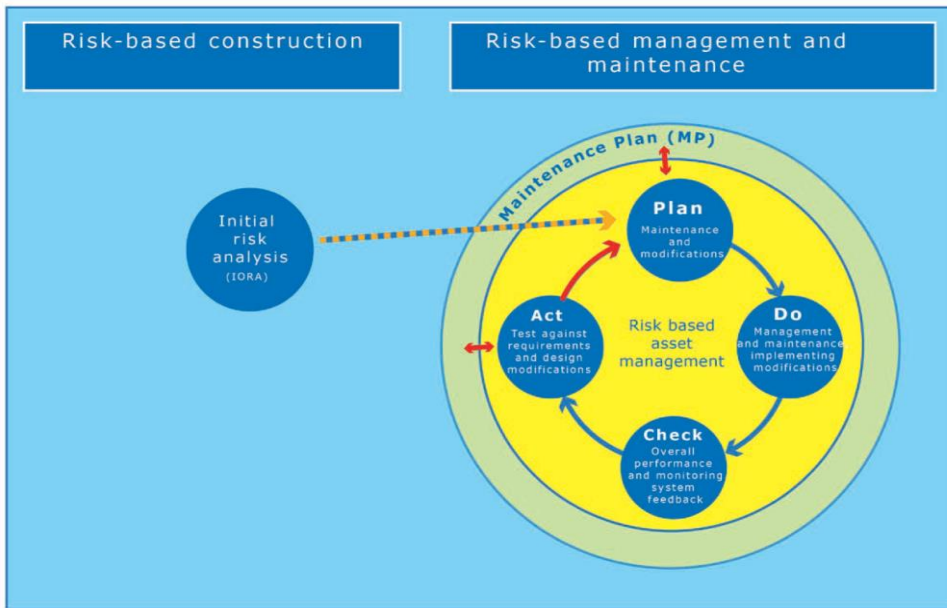 Risk-based construction
Risk-based management and
maintenance
Maintenance Plan (MP)
Initial
risk
analysis
(IORA)
Plan
Maintenance
and
modifications
Act
Test against
requirements
and design
modifications
Risk based
asset
management
Do
Management
and maintenance,
implementing
modifications
Check
Overall
performance
and monitoring
system
feedback